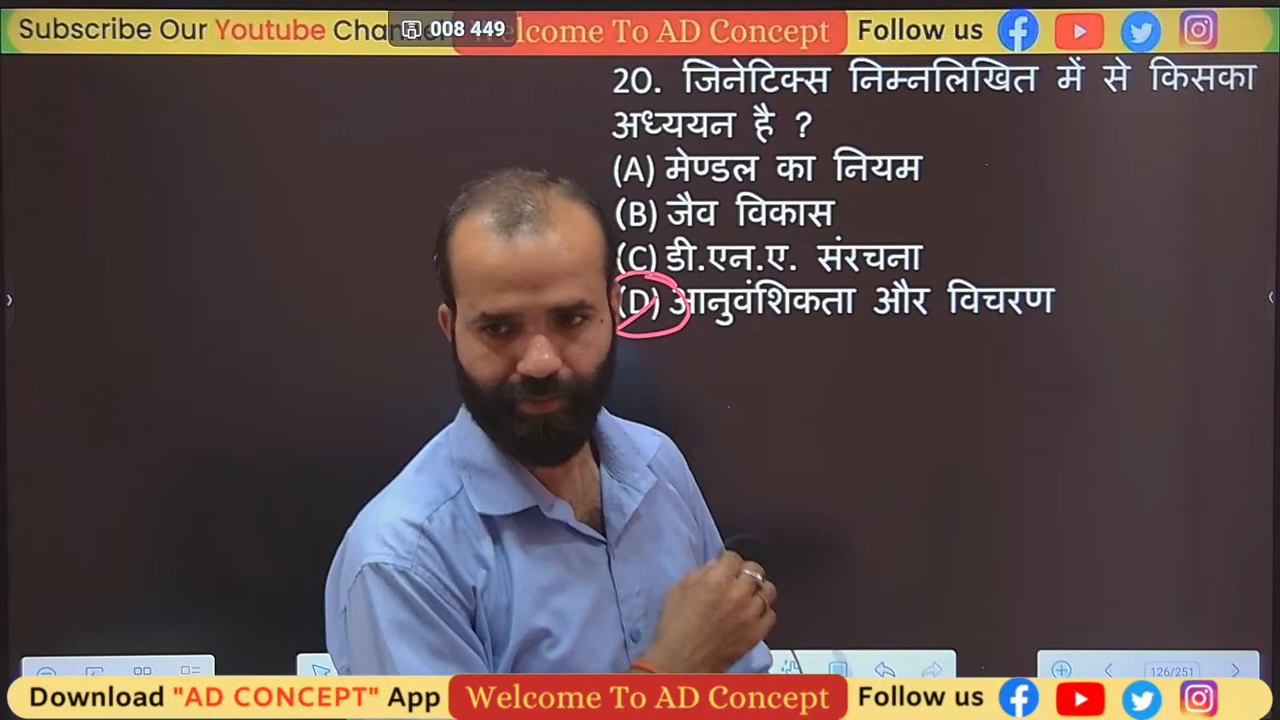 Subscribe Our Youtube
008 449
lcome To AD Concept
Follow us
20. जिनेटिक्स निम्नलिखित में से किसका
अध्ययन है ?
(A) मेण्डल का नियम
(B) जैव विकास
(C) डी.एन.ए. संरचना
(D) आनुवंशिकता और विचरण
126/251
Download "AD CONCEPT" App
Welcome To AD Concept
Follow us